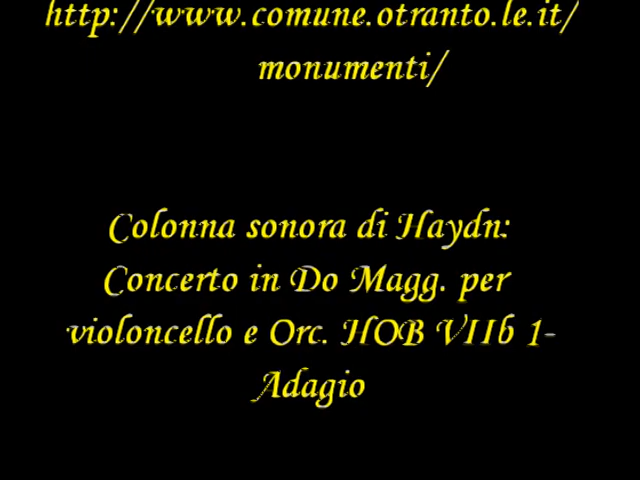 http://www.comune.otranto.le.it/
monumenti/
Colonna sonora di Haydn:
Concerto in Do Magg. per
violoncello e Orc. HOB VIIb 1-
Adagio